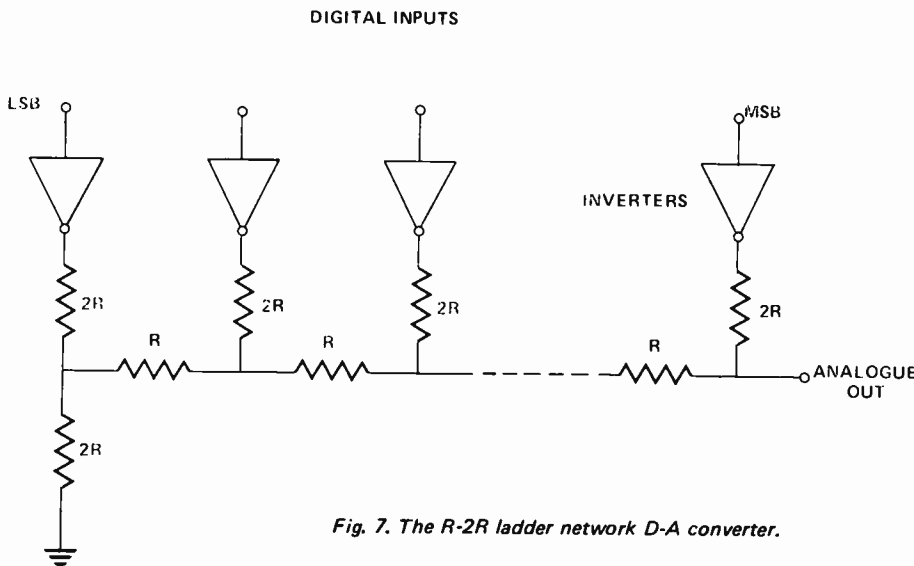 DIGITAL INPUTS
LSB
MSB
INVERTERS
2R
2R
2R
2R
R
R
R
ANALOGUE
OUT
2R
Fig. 7. The R-2R ladder network D-A converter.